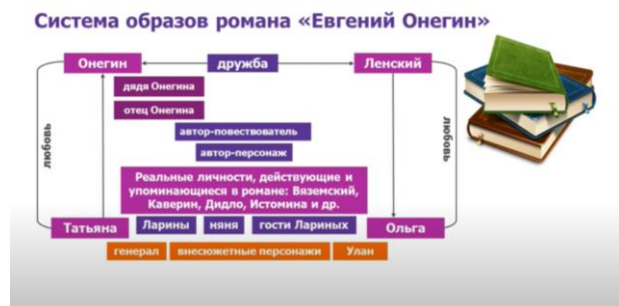 Система образов романа «Евгений Онегин»
Онегин
дружба
Ленский
дядя Онегина
отец Онегина
любовь
автор-повествователь
автор-персонаж
любовь
Реальные личности, действующие и
упоминающиеся в романе: Вяземский,
Каверин, Дидло, Истомина и др.
Татьяна
Ларины
няня
гости Лариных
Ольга
генерал
внесюжетные персонажи
Улан